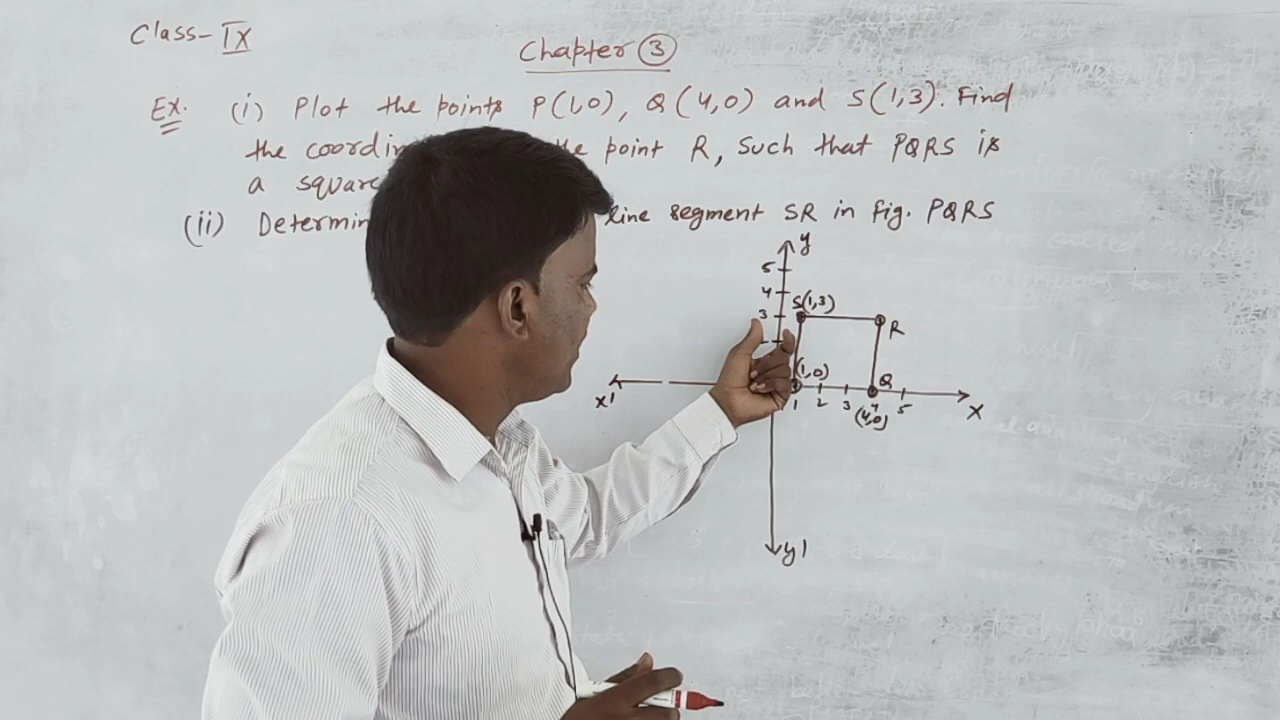 Class-IX
Chapter 3
Ex. (i) Plot the points P(1,0), Q(4,0) and S(1,3). Find
the point R, Such that PQRS is
a square
(ii) line segment SR in fig. PQRS
y
5
4
S(1,3)
3
R
(1,0)
Q
x'
1 2 3 4 5
x
(4,0)
y'